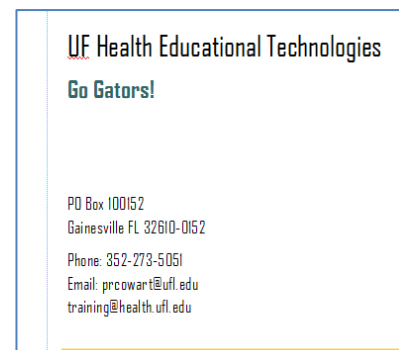 UF Health Educational Technologies
Go Gators!
PO Box 100152
Gainesville FL 32610-0152
Phone: 352-273-5051
Email: prcowart@ufl.edu
training@health.ufl.edu